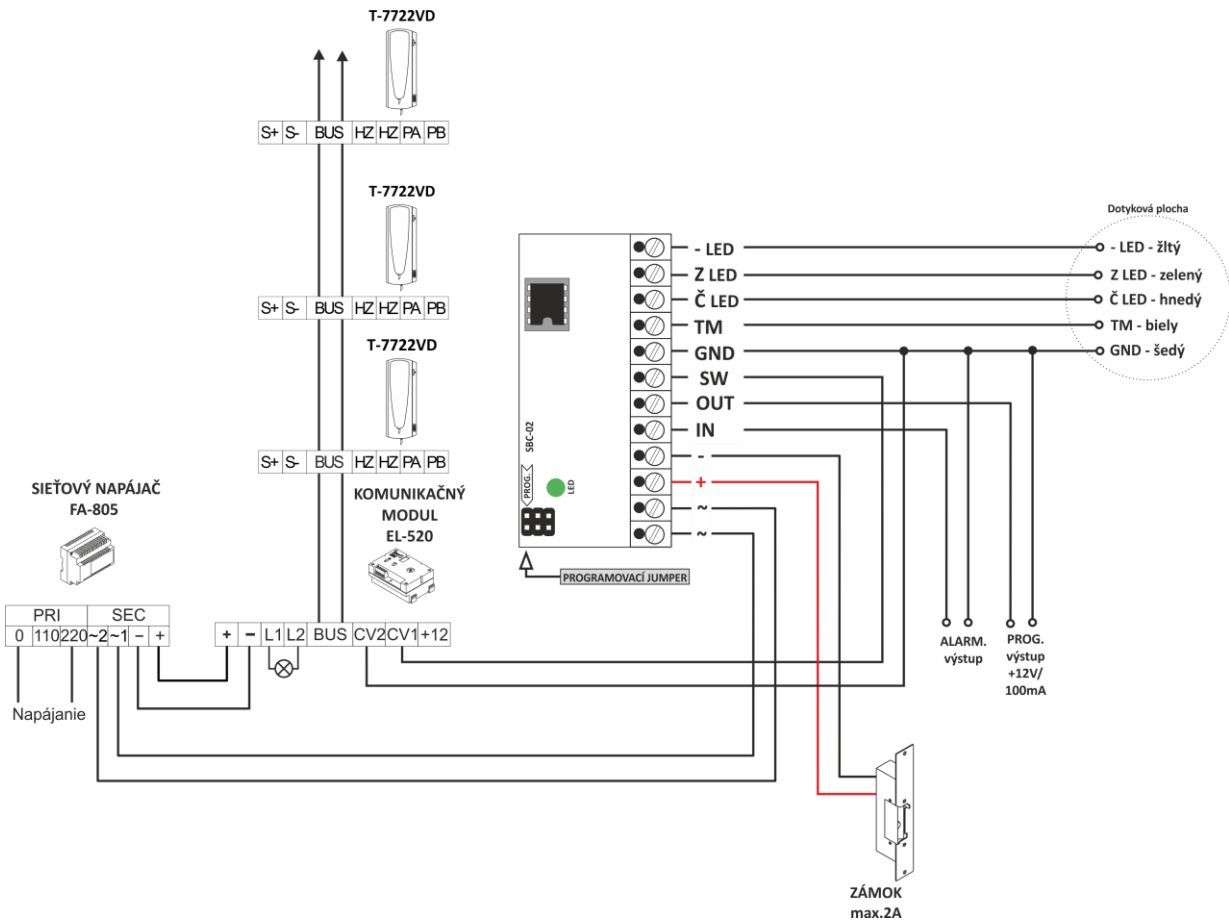 T-7722VD
S+ S- BUS HZ HZ PA PB
T-7722VD
S+ S- BUS HZ HZ PA PB
T-7722VD
S+ S- BUS HZ HZ PA PB
SIEŤOVÝ NAPÁJAČ
FA-805
KOMUNIKAČNÝ
MODUL
EL-520
PRI SEC
0 110 220 ~2 ~1 – +
Napájanie
+ – L1 L2 BUS CV2 CV1 +12
SBC-02
PROG.
LED
PROGRAMOVACÍ JUMPER
- LED
Z LED
Č LED
TM
GND
SW
OUT
IN
-
+
~
~
Dotyková plocha
- LED - žltý
Z LED - zelený
Č LED - hnedý
TM - biely
GND - šedý
ALARM.
výstup
PROG.
výstup
+12V/
100mA
ZÁMOK
max.2A